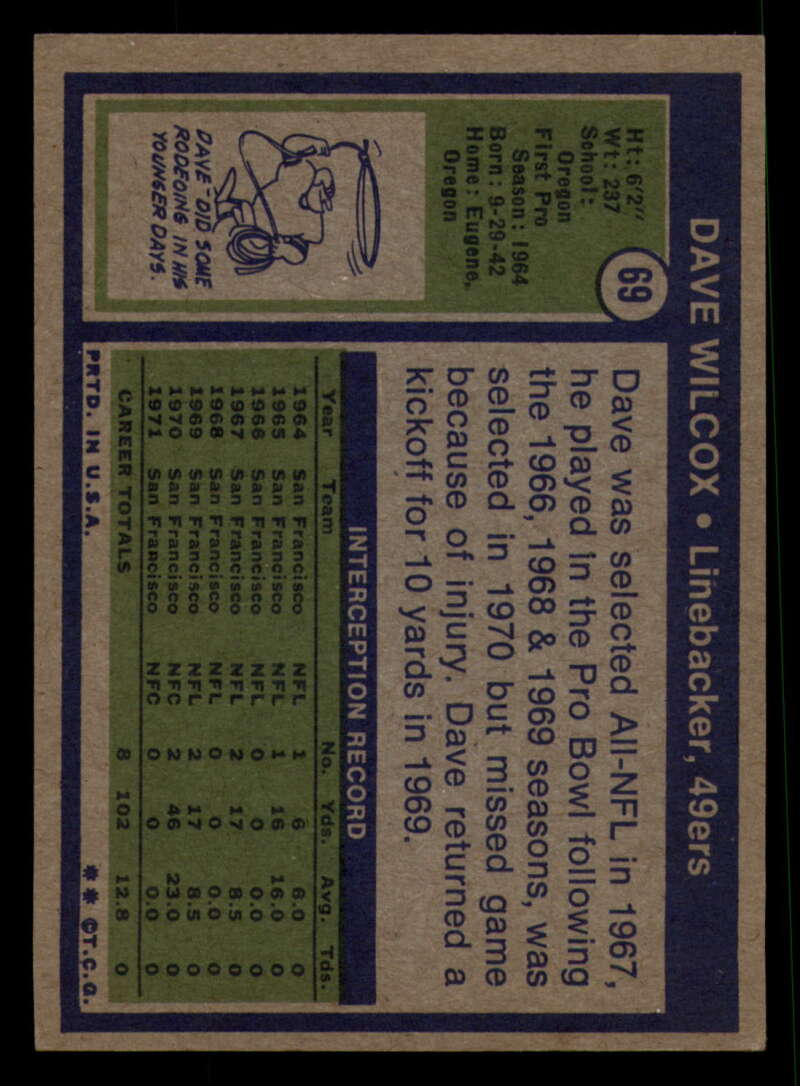 DAVE WILCOX • Linebacker, 49ers
69
Ht: 6'2"
Wt: 237
School:
Oregon
First Pro
Season: 1964
Born: 9-29-42
Home: Eugene,
Oregon
DAVE DID SOME
RODEOING IN HIS
YOUNGER DAYS.
Dave was selected All-NFL in 1967,
he played in the Pro Bowl following
the 1966, 1968 & 1969 seasons, was
selected in 1970 but missed game
because of injury. Dave returned a
kickoff for 10 yards in 1969.
INTERCEPTION RECORD
Year Team No. Yds. Avg. Tds.
1964 San Francisco NFL 1 6 6.0 0
1965 San Francisco NFL 1 16 16.0 0
1966 San Francisco NFL 0 0 0.0 0
1967 San Francisco NFL 2 17 8.5 0
1968 San Francisco NFL 0 0 0.0 0
1969 San Francisco NFL 2 17 8.5 0
1970 San Francisco NFC 2 46 23.0 0
1971 San Francisco NFC 0 0 0.0 0
CAREER TOTALS 8 102 12.8 0
PRTD. IN U.S.A. ** ©T.C.G.